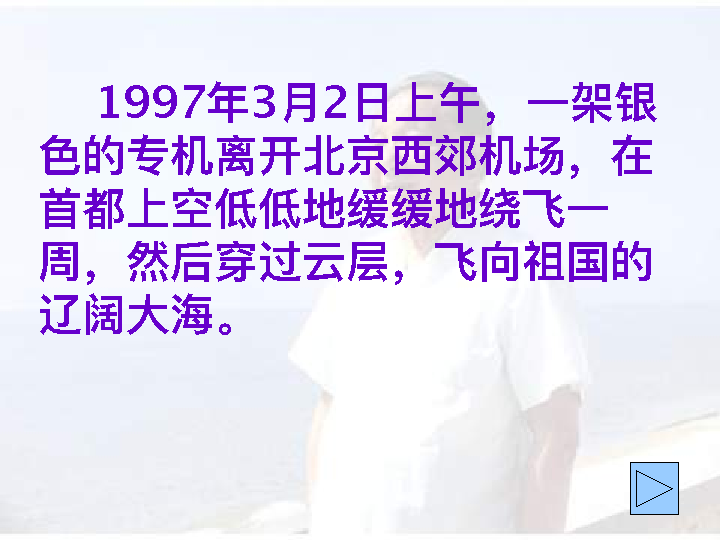 1997年3月2日上午，一架银
色的专机离开北京西郊机场，在
首都上空低低地缓缓地绕飞一
周，然后穿过云层，飞向祖国的
辽阔大海。